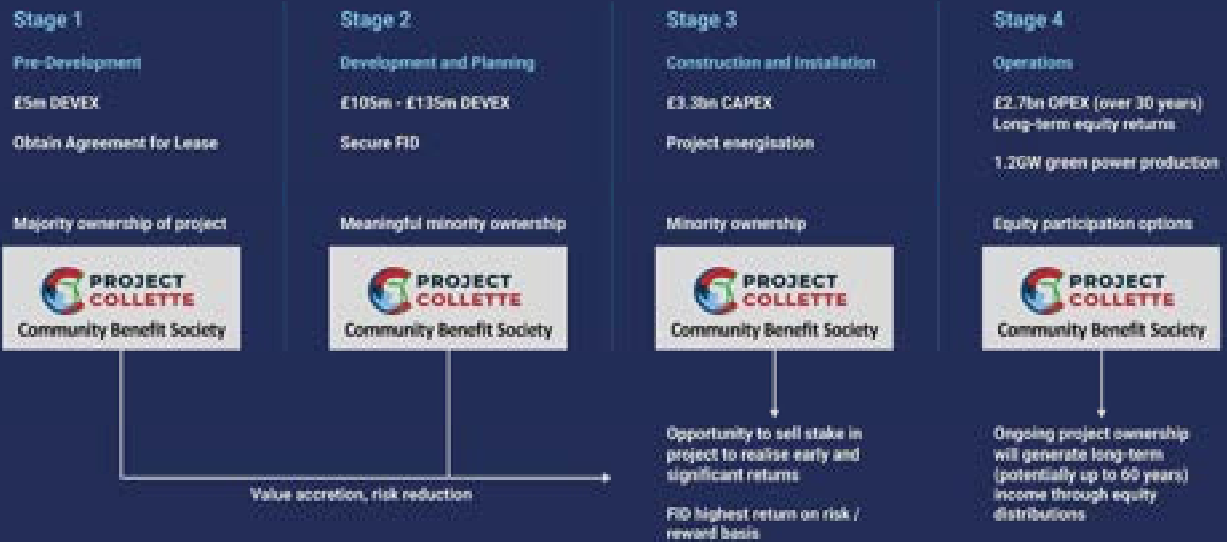 Stage 1
Pre-Development
£5m DEVEX
Obtain Agreement for Lease
Majority ownership of project
PROJECT
COLLETTE
Community Benefit Society
Stage 2
Development and Planning
£105m - £135m DEVEX
Secure FID
Meaningful minority ownership
PROJECT
COLLETTE
Community Benefit Society
Value accretion, risk reduction
Stage 3
Construction and Installation
£3.3bn CAPEX
Project energisation
Minority ownership
PROJECT
COLLETTE
Community Benefit Society
Opportunity to sell stake in
project to realise early and
significant returns
FID highest return on risk /
reward basis
Stage 4
Operations
£2.7bn OPEX (over 30 years)
Long-term equity returns
1.2GW green power production
Equity participation options
PROJECT
COLLETTE
Community Benefit Society
Ongoing project ownership
will generate long-term
(potentially up to 60 years)
income through equity
distributions